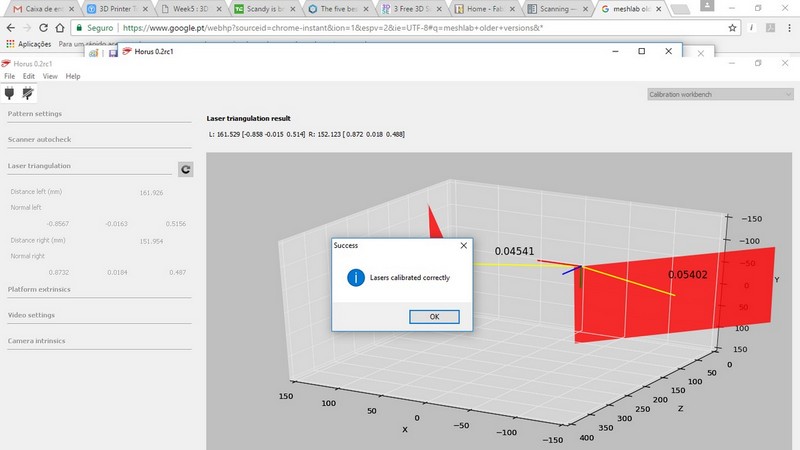 Caixa de en
3D Printer T
Week5 : 3D
Scandy is b
The five be
3 Free 3D S
Home - Fab
Scanning —
meshlab old
Seguro
https://www.google.pt/webhp?sourceid=chrome-instant&ion=1&espv=2&ie=UTF-8#q=meshlab+older+versions&*
Aplicações
Para um rápido
Horus 0.2rc1
Horus 0.2rc1
File Edit View Help
Calibration workbench
Pattern settings
Scanner autocheck
Laser triangulation
Distance left (mm) 161.926
Normal left
-0.8567 -0.0163 0.5156
Distance right (mm) 151.954
Normal right
0.8732 0.0184 0.487
Platform extrinsics
Video settings
Camera intrinsics
Laser triangulation result
L: 161.529 [-0.858 -0.015 0.514] R: 152.123 [ 0.872 0.018 0.488]
0.04541
0.05402
Success
Lasers calibrated correctly
OK
−150
−100
−50
0
50
100
150
Y
150
100
50
0
−50
−100
−150
X
0
50
100
150
200
250
300
350
400
Z